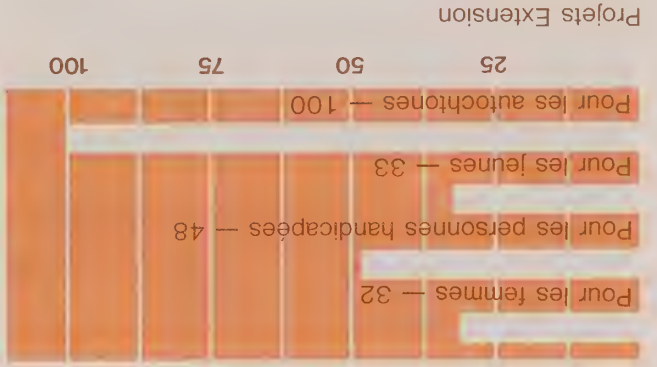 Pour les femmes — 32
Pour les personnes handicapées — 48
Pour les jeunes — 33
Pour les autochtones — 100
25 50 75 100
Projets Extension